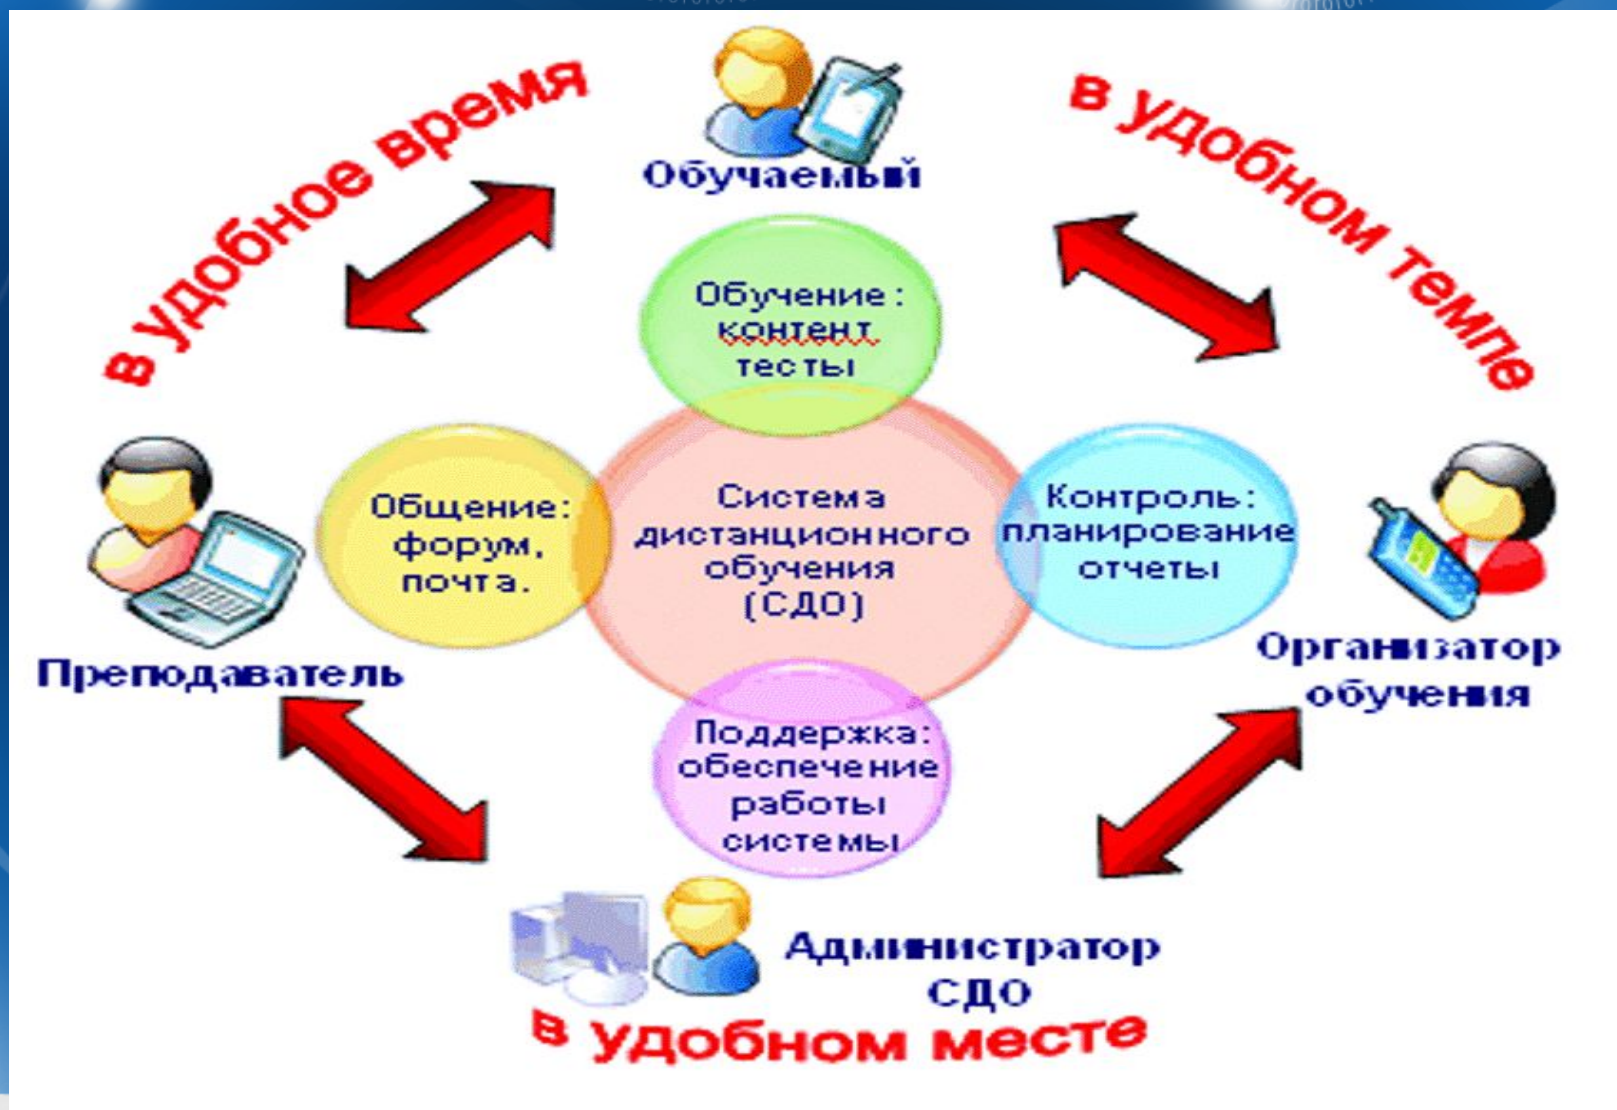 в удобное время
в удобном темпе
Обучаемый
Обучение:
контент
тесты
Общение:
форум,
почта.
Система
дистанционного
обучения
(СДО)
Контроль:
планирование
отчеты
Преподаватель
Организатор
обучения
Поддержка:
обеспечение
работы
системы
Администратор
СДО
в удобном месте